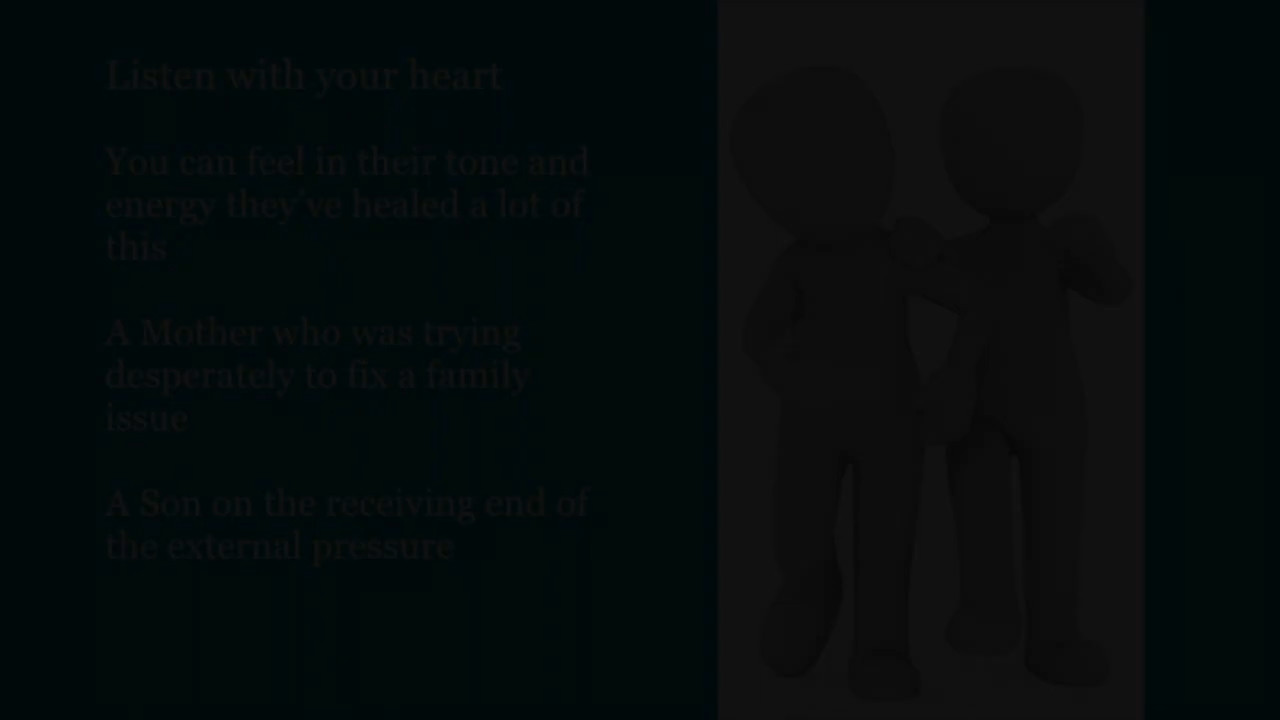 Listen with your heart
You can feel in their tone and
energy they've healed a lot of
this
A Mother who was trying
desperately to fix a family
issue
A Son on the receiving end of
the external pressure